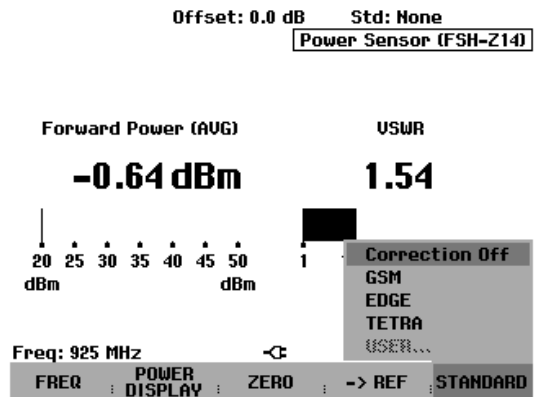 Offset: 0.0 dB Std: None
Power Sensor (FSH-Z14)
Forward Power (AVG) VSWR
-0.64 dBm 1.54
20 25 30 35 40 45 50 1
dBm dBm
Correction Off
GSM
EDGE
TETRA
USER...
Freq: 925 MHz
FREQ POWER DISPLAY ZERO -> REF STANDARD